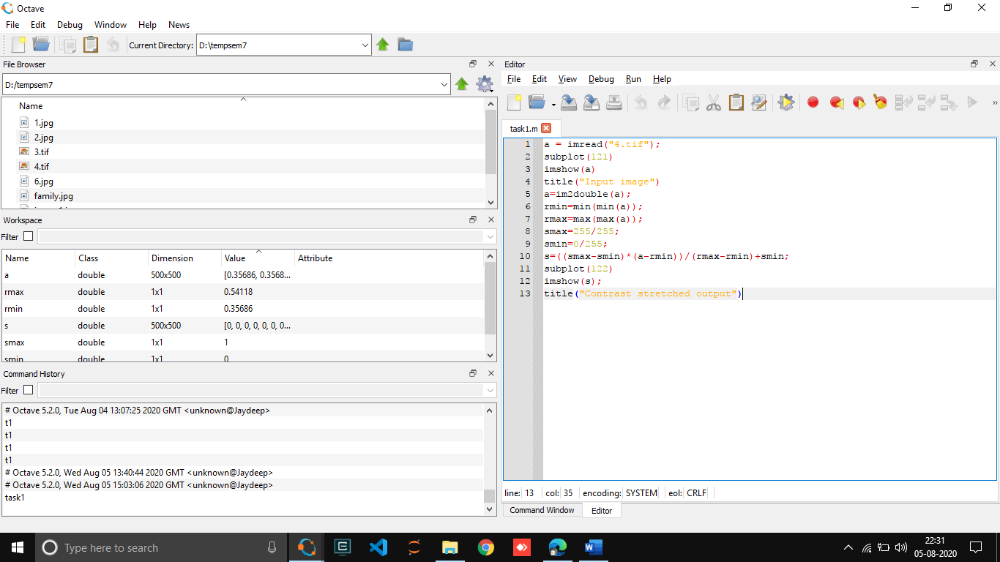 Octave
File Edit Debug Window Help News
Current Directory: D:\tempsem7
File Browser
D:/tempsem7
Name
1.jpg
2.jpg
3.tif
4.tif
6.jpg
family.jpg
Workspace
Filter
Name Class Dimension Value Attribute
a double 500x500 [0.35686, 0.3568...
rmax double 1x1 0.54118
rmin double 1x1 0.35686
s double 500x500 [0, 0, 0, 0, 0, 0, 0...
smax double 1x1 1
smin double 1x1 0
Command History
Filter
# Octave 5.2.0, Tue Aug 04 13:07:25 2020 GMT <unknown@Jaydeep>
t1
t1
t1
t1
# Octave 5.2.0, Wed Aug 05 13:40:44 2020 GMT <unknown@Jaydeep>
# Octave 5.2.0, Wed Aug 05 15:03:06 2020 GMT <unknown@Jaydeep>
task1
Editor
File Edit View Debug Run Help
task1.m
1 a = imread("4.tif");
2 subplot(121)
3 imshow(a)
4 title("Input image")
5 a=im2double(a);
6 rmin=min(min(a));
7 rmax=max(max(a));
8 smax=255/255;
9 smin=0/255;
10 s=((smax-smin)*(a-rmin))/(rmax-rmin)+smin;
11 subplot(122)
12 imshow(s);
13 title("Contrast stretched output")
line: 13 col: 35 encoding: SYSTEM eol: CRLF
Command Window Editor
Type here to search
22:31
05-08-2020